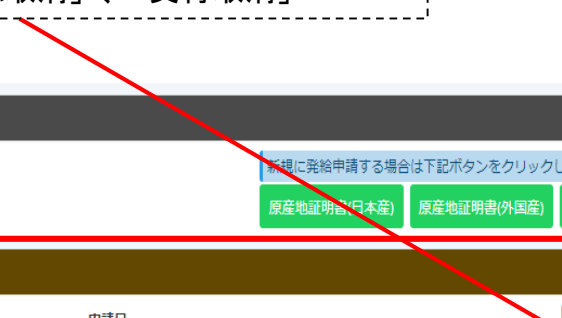 新規に発給申請する場合は下記ボタンをクリックし
原産地証明書(日本産) 原産地証明書(外国産)
申請日